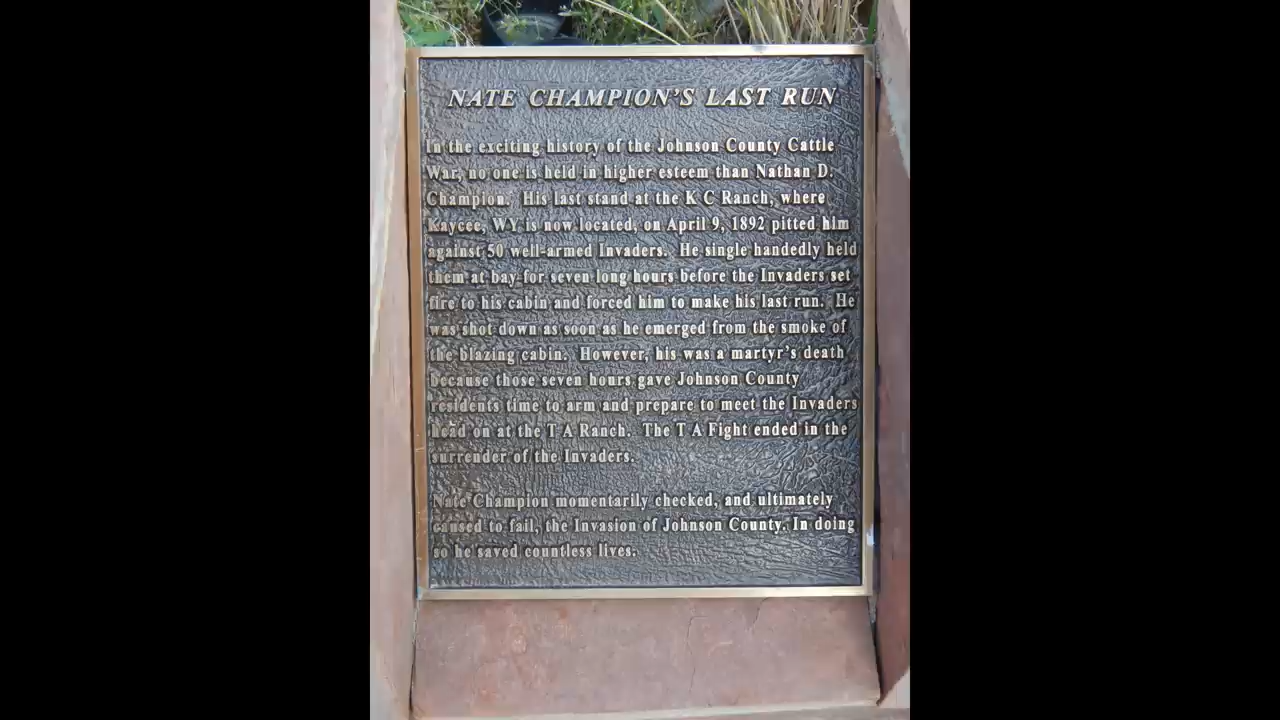 NATE CHAMPION'S LAST RUN
In the exciting history of the Johnson County Cattle
War, no one is held in higher esteem than Nathan D.
Champion. His last stand at the K C Ranch, where
Kaycee, WY is now located, on April 9, 1892 pitted him
against 50 well-armed Invaders. He single handedly held
them at bay for seven long hours before the Invaders set
fire to his cabin and forced him to make his last run. He
was shot down as soon as he emerged from the smoke of
the blazing cabin. However, his was a martyr's death
because those seven hours gave Johnson County
residents time to arm and prepare to meet the Invaders
head on at the T A Ranch. The T A Fight ended in the
surrender of the Invaders.
Nate Champion momentarily checked, and ultimately
caused to fail, the Invasion of Johnson County. In doing
so he saved countless lives.